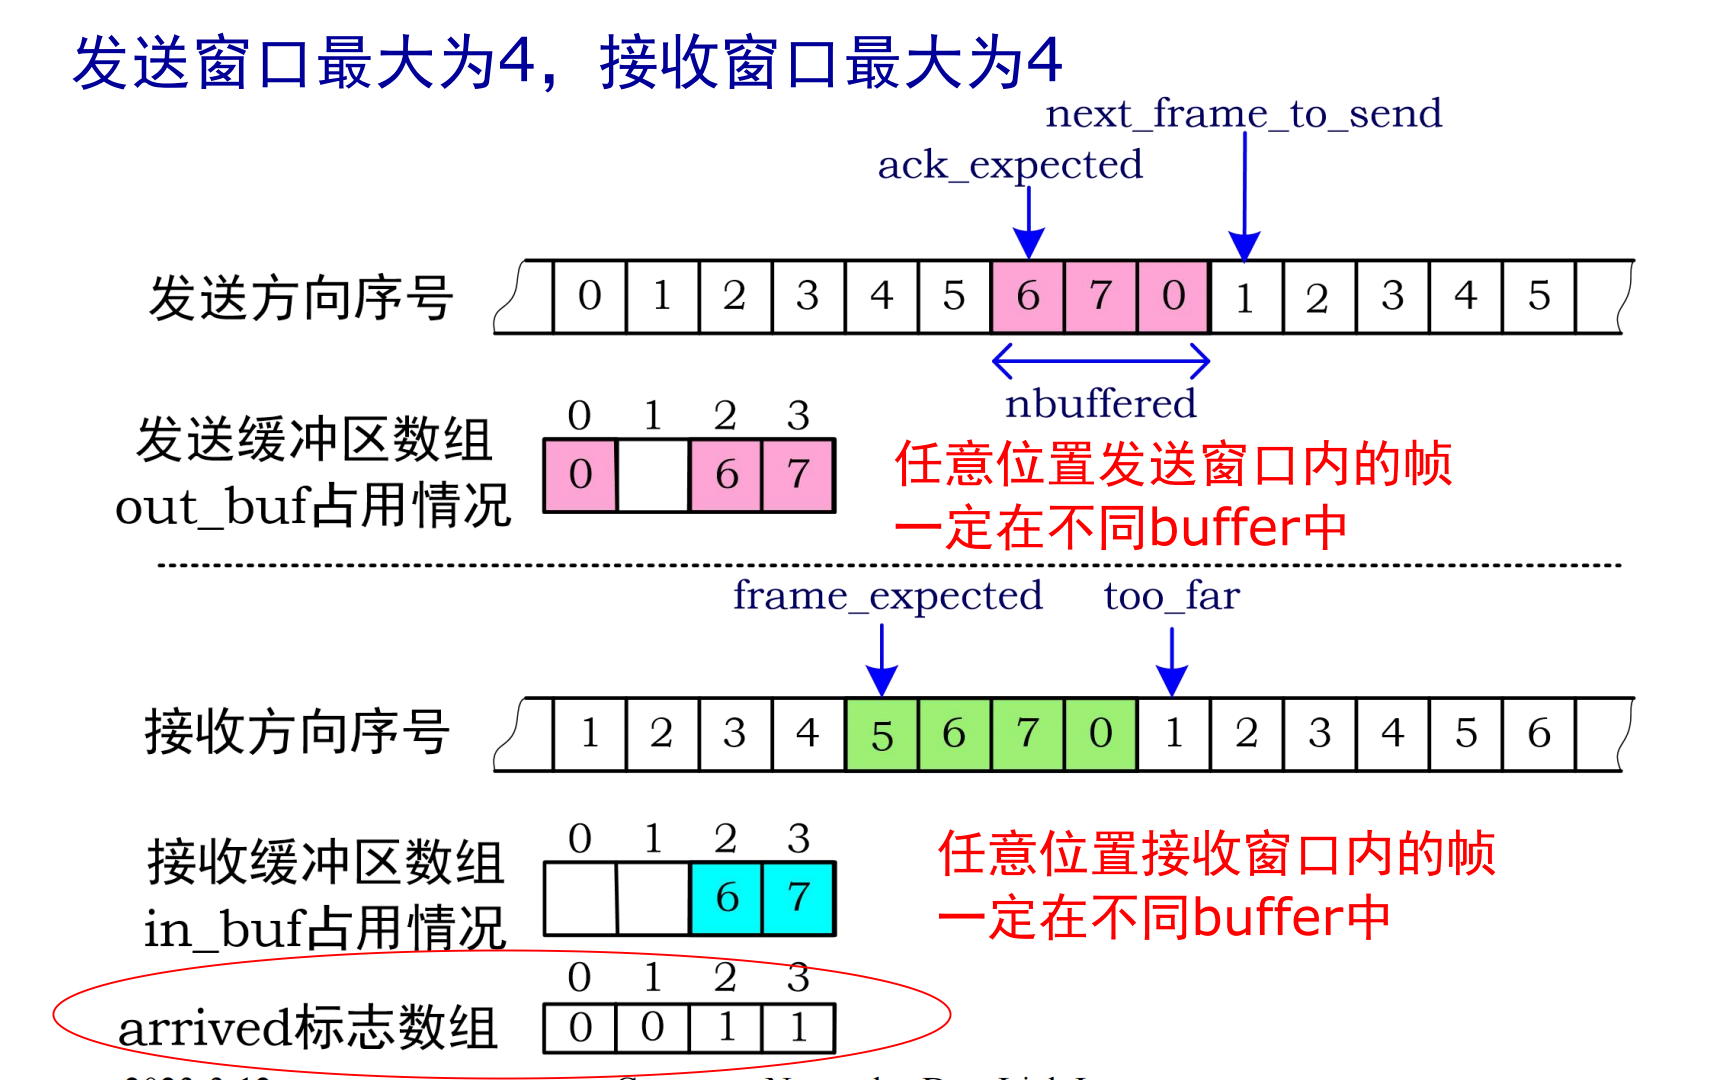 发送窗口最大为4，接收窗口最大为4
next_frame_to_send
ack_expected
发送方向序号 0 1 2 3 4 5 6 7 0 1 2 3 4 5
nbuffered
0 1 2 3
发送缓冲区数组
out_buf占用情况
0 6 7
任意位置发送窗口内的帧
一定在不同buffer中
frame_expected too_far
接收方向序号 1 2 3 4 5 6 7 0 1 2 3 4 5 6
0 1 2 3
接收缓冲区数组
in_buf占用情况
6 7
任意位置接收窗口内的帧
一定在不同buffer中
0 1 2 3
arrived标志数组 0 0 1 1